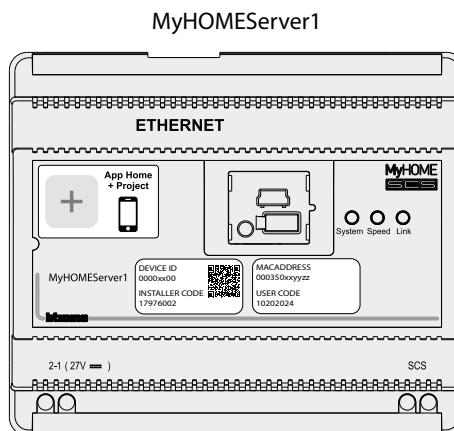 MyHOMEServer1
ETHERNET
App Home
+ Project
MyHOME
SCS
System Speed Link
MyHOMEServer1
DEVICE ID
0000xx00
INSTALLER CODE
17976002
MACADDRESS
000350xxyyzz
USER CODE
10202024
bticino
2-1 ( 27V ⎓ )
SCS